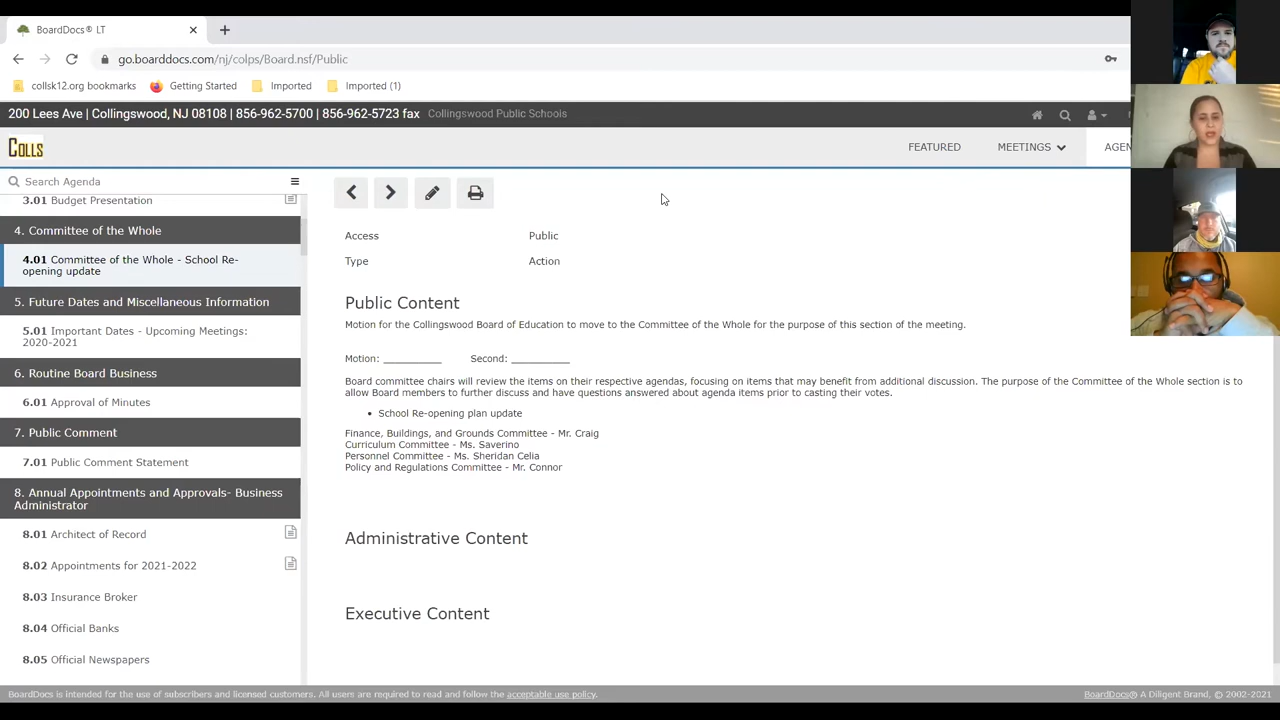 BoardDocs® LT
go.boarddocs.com/nj/colps/Board.nsf/Public
collsk12.org bookmarks Getting Started Imported Imported (1)
200 Lees Ave | Collingswood, NJ 08108 | 856-962-5700 | 856-962-5723 fax Collingswood Public Schools
COLLS
FEATURED MEETINGS AGEN
Search Agenda
3.01 Budget Presentation
4. Committee of the Whole
4.01 Committee of the Whole - School Re-
opening update
5. Future Dates and Miscellaneous Information
5.01 Important Dates - Upcoming Meetings:
2020-2021
6. Routine Board Business
6.01 Approval of Minutes
7. Public Comment
7.01 Public Comment Statement
8. Annual Appointments and Approvals- Business
Administrator
8.01 Architect of Record
8.02 Appointments for 2021-2022
8.03 Insurance Broker
8.04 Official Banks
8.05 Official Newspapers
Access Public
Type Action
Public Content
Motion for the Collingswood Board of Education to move to the Committee of the Whole for the purpose of this section of the meeting.
Motion: __________ Second: __________
Board committee chairs will review the items on their respective agendas, focusing on items that may benefit from additional discussion. The purpose of the Committee of the Whole section is to
allow Board members to further discuss and have questions answered about agenda items prior to casting their votes.
• School Re-opening plan update
Finance, Buildings, and Grounds Committee - Mr. Craig
Curriculum Committee - Ms. Saverino
Personnel Committee - Ms. Sheridan Celia
Policy and Regulations Committee - Mr. Connor
Administrative Content
Executive Content
BoardDocs is intended for the use of subscribers and licensed customers. All users are required to read and follow the acceptable use policy.
BoardDocs® A Diligent Brand, © 2002-2021